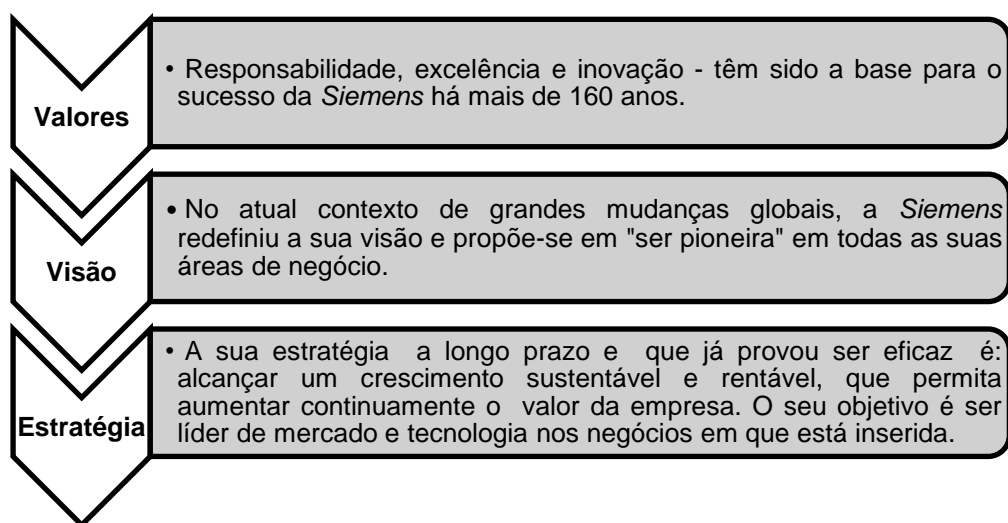 Valores
• Responsabilidade, excelência e inovação - têm sido a base para o
sucesso da Siemens há mais de 160 anos.
Visão
• No atual contexto de grandes mudanças globais, a Siemens
redefiniu a sua visão e propõe-se em "ser pioneira" em todas as suas
áreas de negócio.
Estratégia
• A sua estratégia a longo prazo e que já provou ser eficaz é:
alcançar um crescimento sustentável e rentável, que permita
aumentar continuamente o valor da empresa. O seu objetivo é ser
líder de mercado e tecnologia nos negócios em que está inserida.